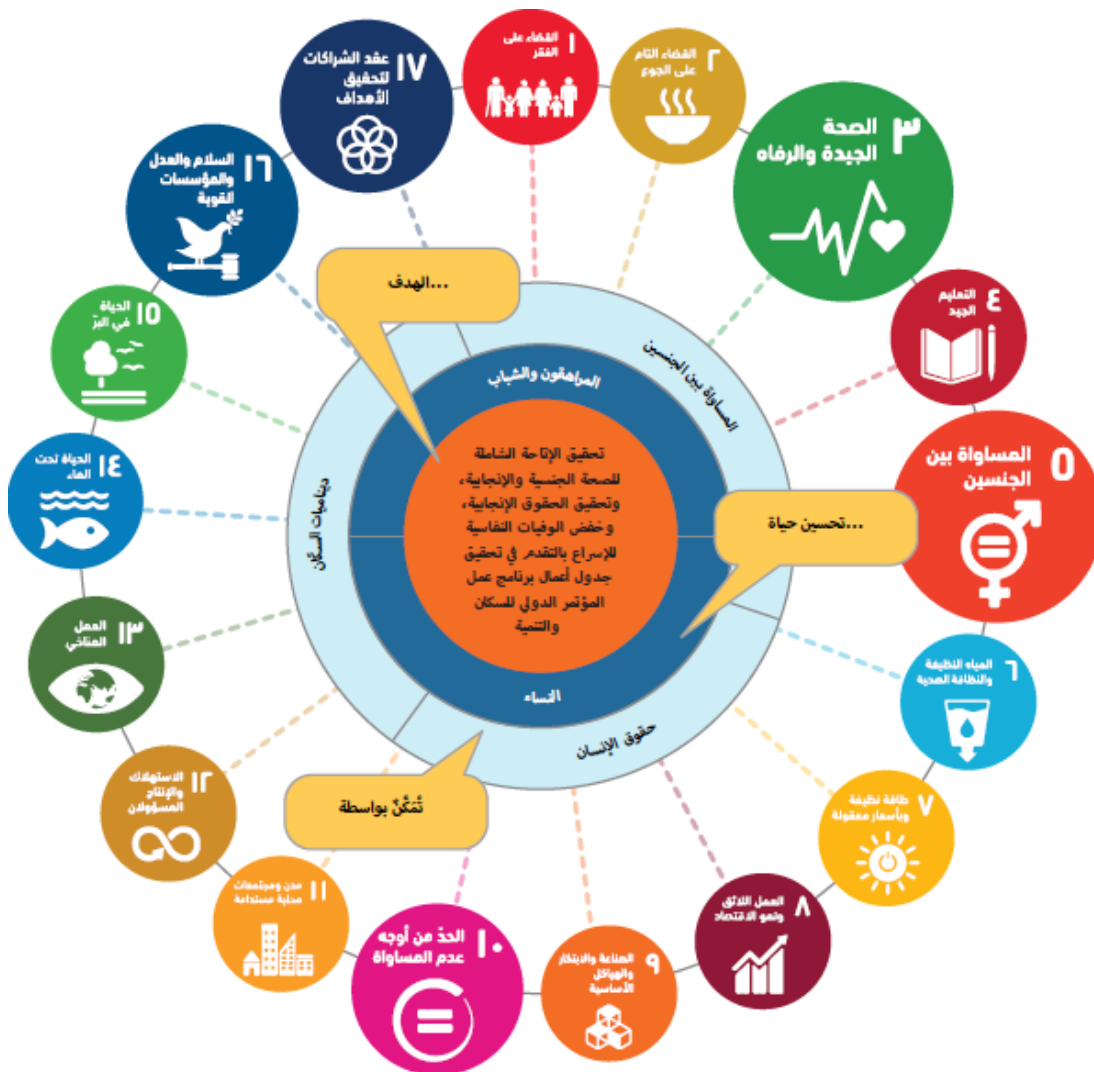 ١
القضاء على
الفقر
٢
القضاء التام
على الجوع
٣
الصحة
الجيدة والرفاه
٤
التعليم
الجيد
٥
المساواة بين
الجنسين
٦
المياه النظيفة
والنظافة الصحية
٧
طاقة نظيفة
وبأسعار معقولة
٨
العمل اللائق
ونمو الاقتصاد
٩
الصناعة والابتكار
والهياكل
الأساسية
١٠
الحدّ من أوجه
عدم المساواة
١١
مدن ومجتمعات
محلية مستدامة
١٢
الاستهلاك
والإنتاج
المسؤولان
١٣
العمل
المناخي
١٤
الحياة تحت
الماء
١٥
الحياة
في البرّ
١٦
السلام والعدل
والمؤسسات
القوية
١٧
عقد الشراكات
لتحقيق
الأهداف
الهدف...
تحسين حياة...
تُمَكَّنُ بواسطة
المساواة بين الجنسين
حقوق الإنسان
ديناميات السكّان
المراهقون والشباب
النساء
تحقيق الإتاحة الشاملة
للصحة الجنسية والإنجابية،
وتحقيق الحقوق الإنجابية،
وخفض الوفيات النفاسية
للإسراع بالتقدم في تحقيق
جدول أعمال برنامج عمل
المؤتمر الدولي للسكان
والتنمية